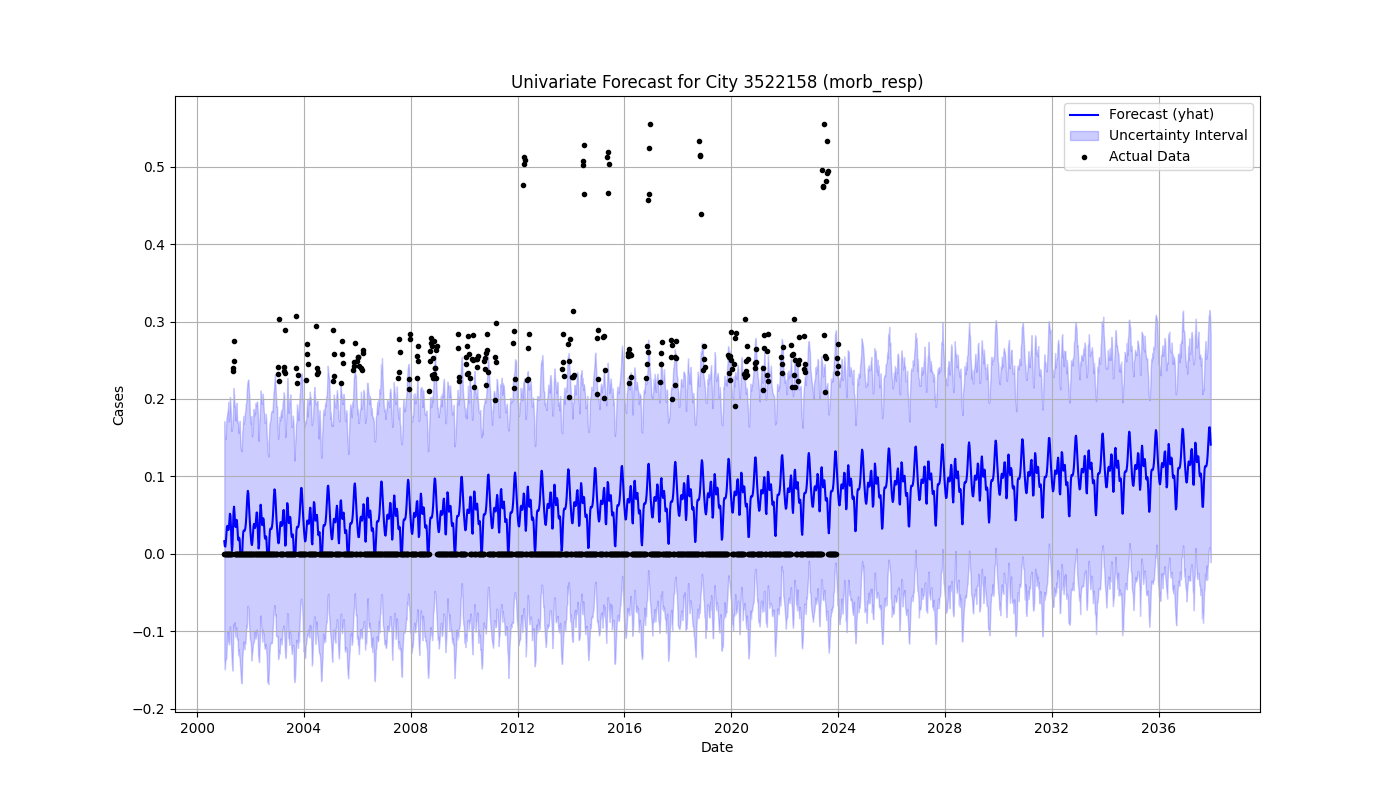 Univariate Forecast for City 3522158 (morb_resp)
Forecast (yhat)
Uncertainty Interval
Actual Data
Cases
0.5
0.4
0.3
0.2
0.1
0.0
−0.1
−0.2
2000 2004 2008 2012 2016 2020 2024 2028 2032 2036
Date